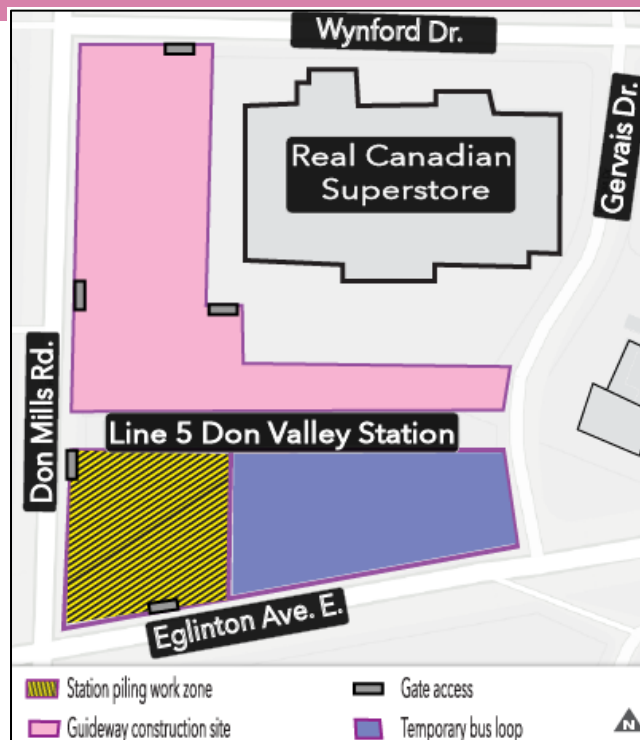 Wynford Dr.
Real Canadian
Superstore
Gervais Dr.
Don Mills Rd.
Line 5 Don Valley Station
Eglinton Ave. E.
Station piling work zone
Gate access
Guideway construction site
Temporary bus loop
N